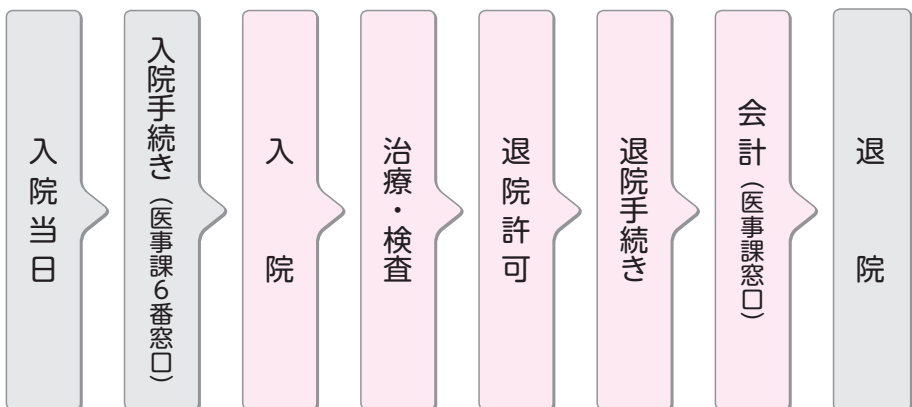 入院当日
入院手続き（医事課6番窓口）
入院
治療・検査
退院許可
退院手続き
会計（医事課窓口）
退院